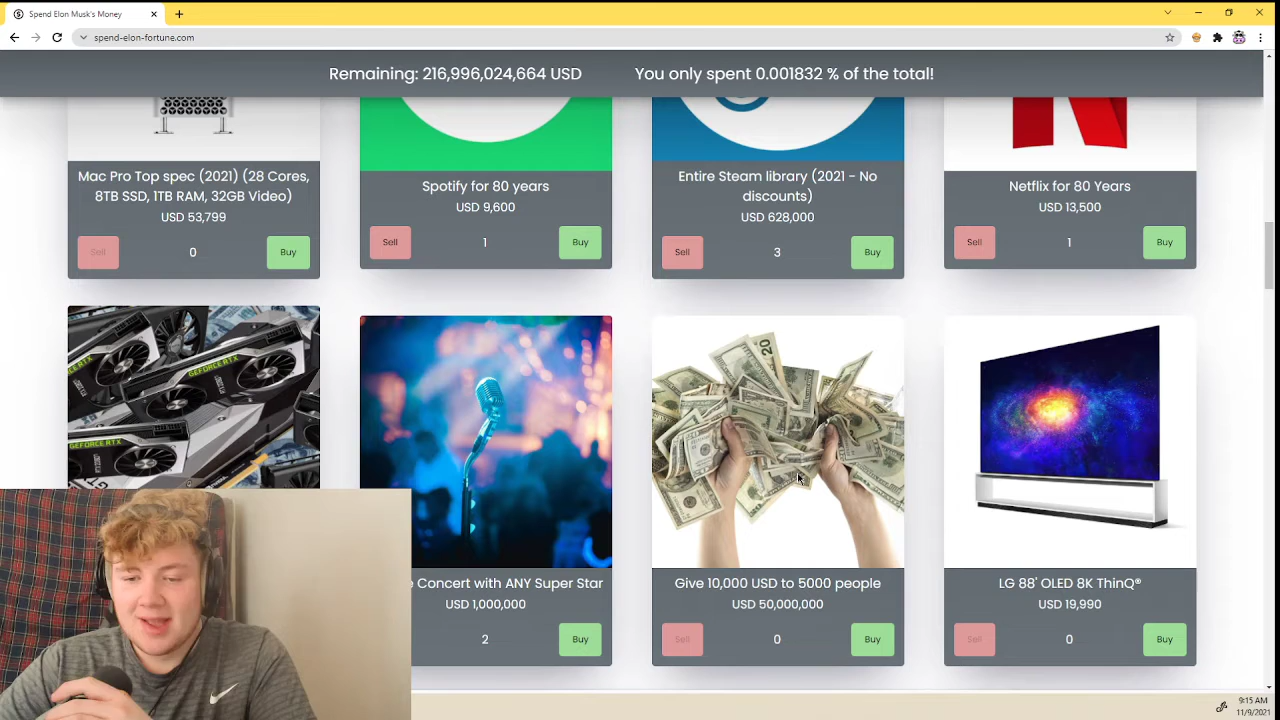 Spend Elon Musk's Money
spend-elon-fortune.com
Remaining: 216,996,024,664 USD
You only spent 0.001832 % of the total!
Mac Pro Top spec (2021) (28 Cores,
8TB SSD, 1TB RAM, 32GB Video)
USD 53,799
Sell 0 Buy
Spotify for 80 years
USD 9,600
Sell 1 Buy
Entire Steam library (2021 - No
discounts)
USD 628,000
Sell 3 Buy
Netflix for 80 Years
USD 13,500
Sell 1 Buy
GEFORCE RTX
GEFORCE RTX
GEFORCE RTX
Concert with ANY Super Star
USD 1,000,000
2 Buy
20
Give 10,000 USD to 5000 people
USD 50,000,000
Sell 0 Buy
LG 88' OLED 8K ThinQ®
USD 19,990
Sell 0 Buy
9:15 AM
11/9/2021